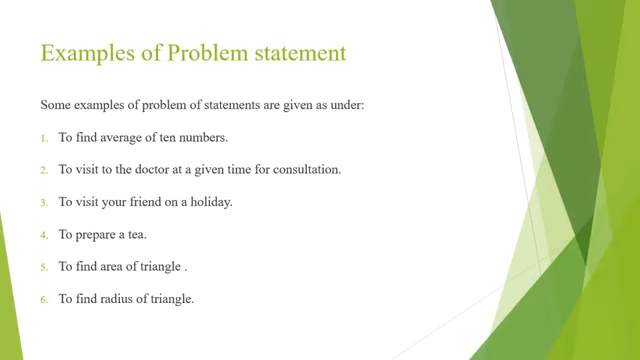 Examples of Problem statement
Some examples of problem of statements are given as under:
1. To find average of ten numbers.
2. To visit to the doctor at a given time for consultation.
3. To visit your friend on a holiday.
4. To prepare a tea.
5. To find area of triangle .
6. To find radius of triangle.